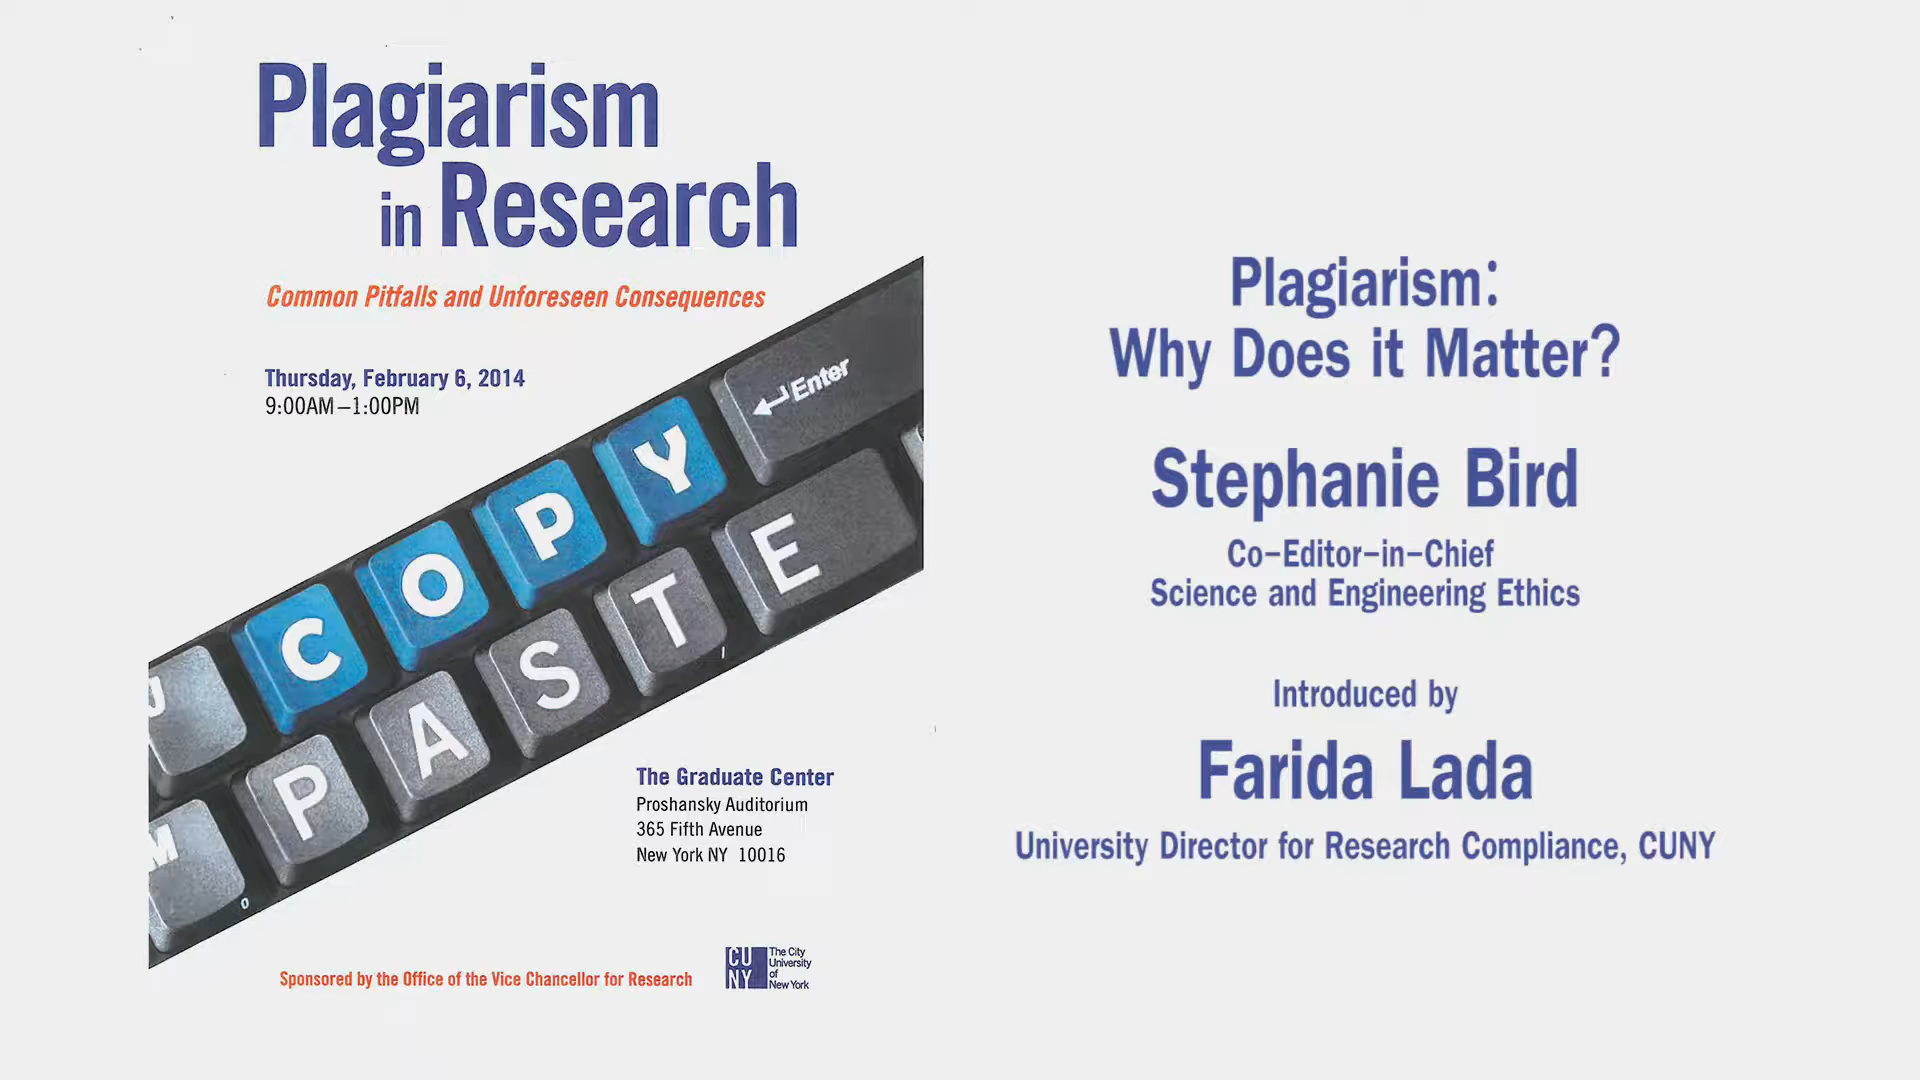 Plagiarism
in Research
Common Pitfalls and Unforeseen Consequences
Thursday, February 6, 2014
9:00AM–1:00PM
Enter
J C O P Y
M P A S T E
O
The Graduate Center
Proshansky Auditorium
365 Fifth Avenue
New York NY 10016
Sponsored by the Office of the Vice Chancellor for Research
CU
NY
The City
University
of
New York
Plagiarism:
Why Does it Matter?
Stephanie Bird
Co-Editor-in-Chief
Science and Engineering Ethics
Introduced by
Farida Lada
University Director for Research Compliance, CUNY